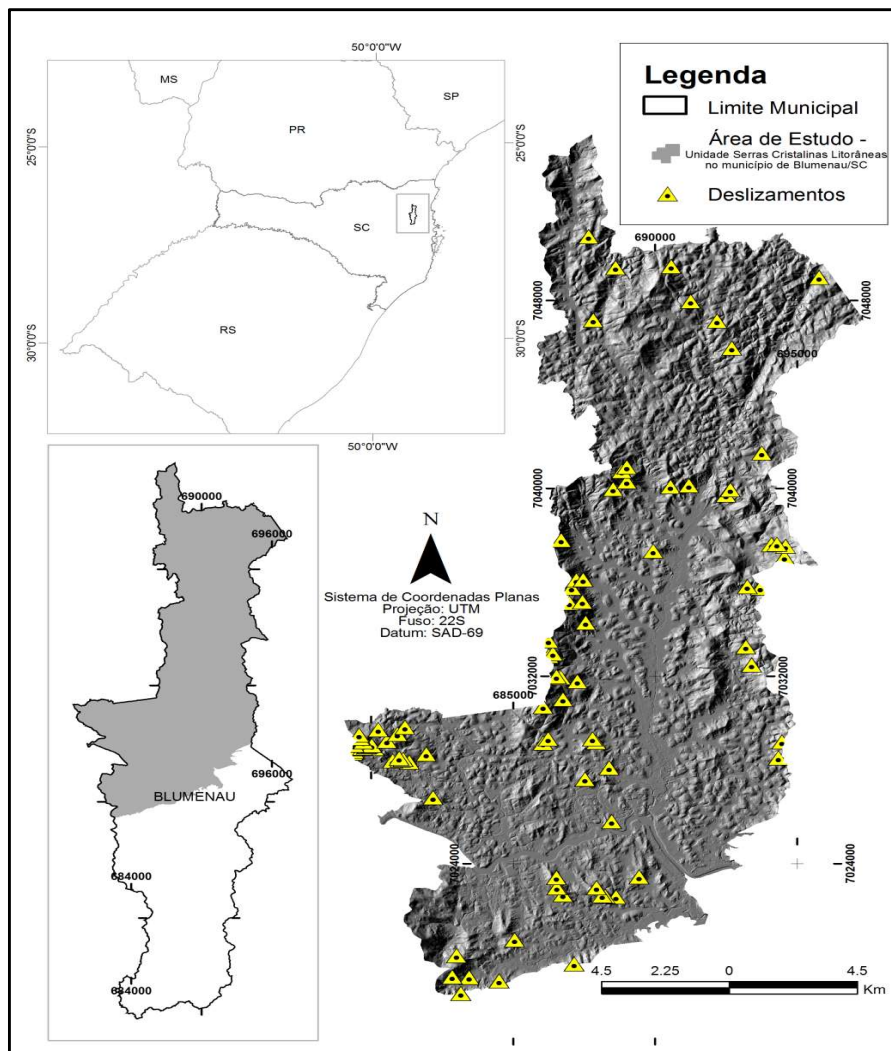 50°0'0"W
MS
SP
PR
25°0'0"S
25°0'0"S
SC
RS
30°0'0"S
30°0'0"S
50°0'0"W
Legenda
Limite Municipal
Área de Estudo -
Unidade Serras Cristalinas Litorâneas
no município de Blumenau/SC
Deslizamentos
690000
7048000
7048000
695000
7040000
7040000
7032000
7032000
685000
7024000
7024000
N
Sistema de Coordenadas Planas
Projeção: UTM
Fuso: 22S
Datum: SAD-69
690000
696000
696000
BLUMENAU
684000
684000
4.5 2.25 0 4.5
Km